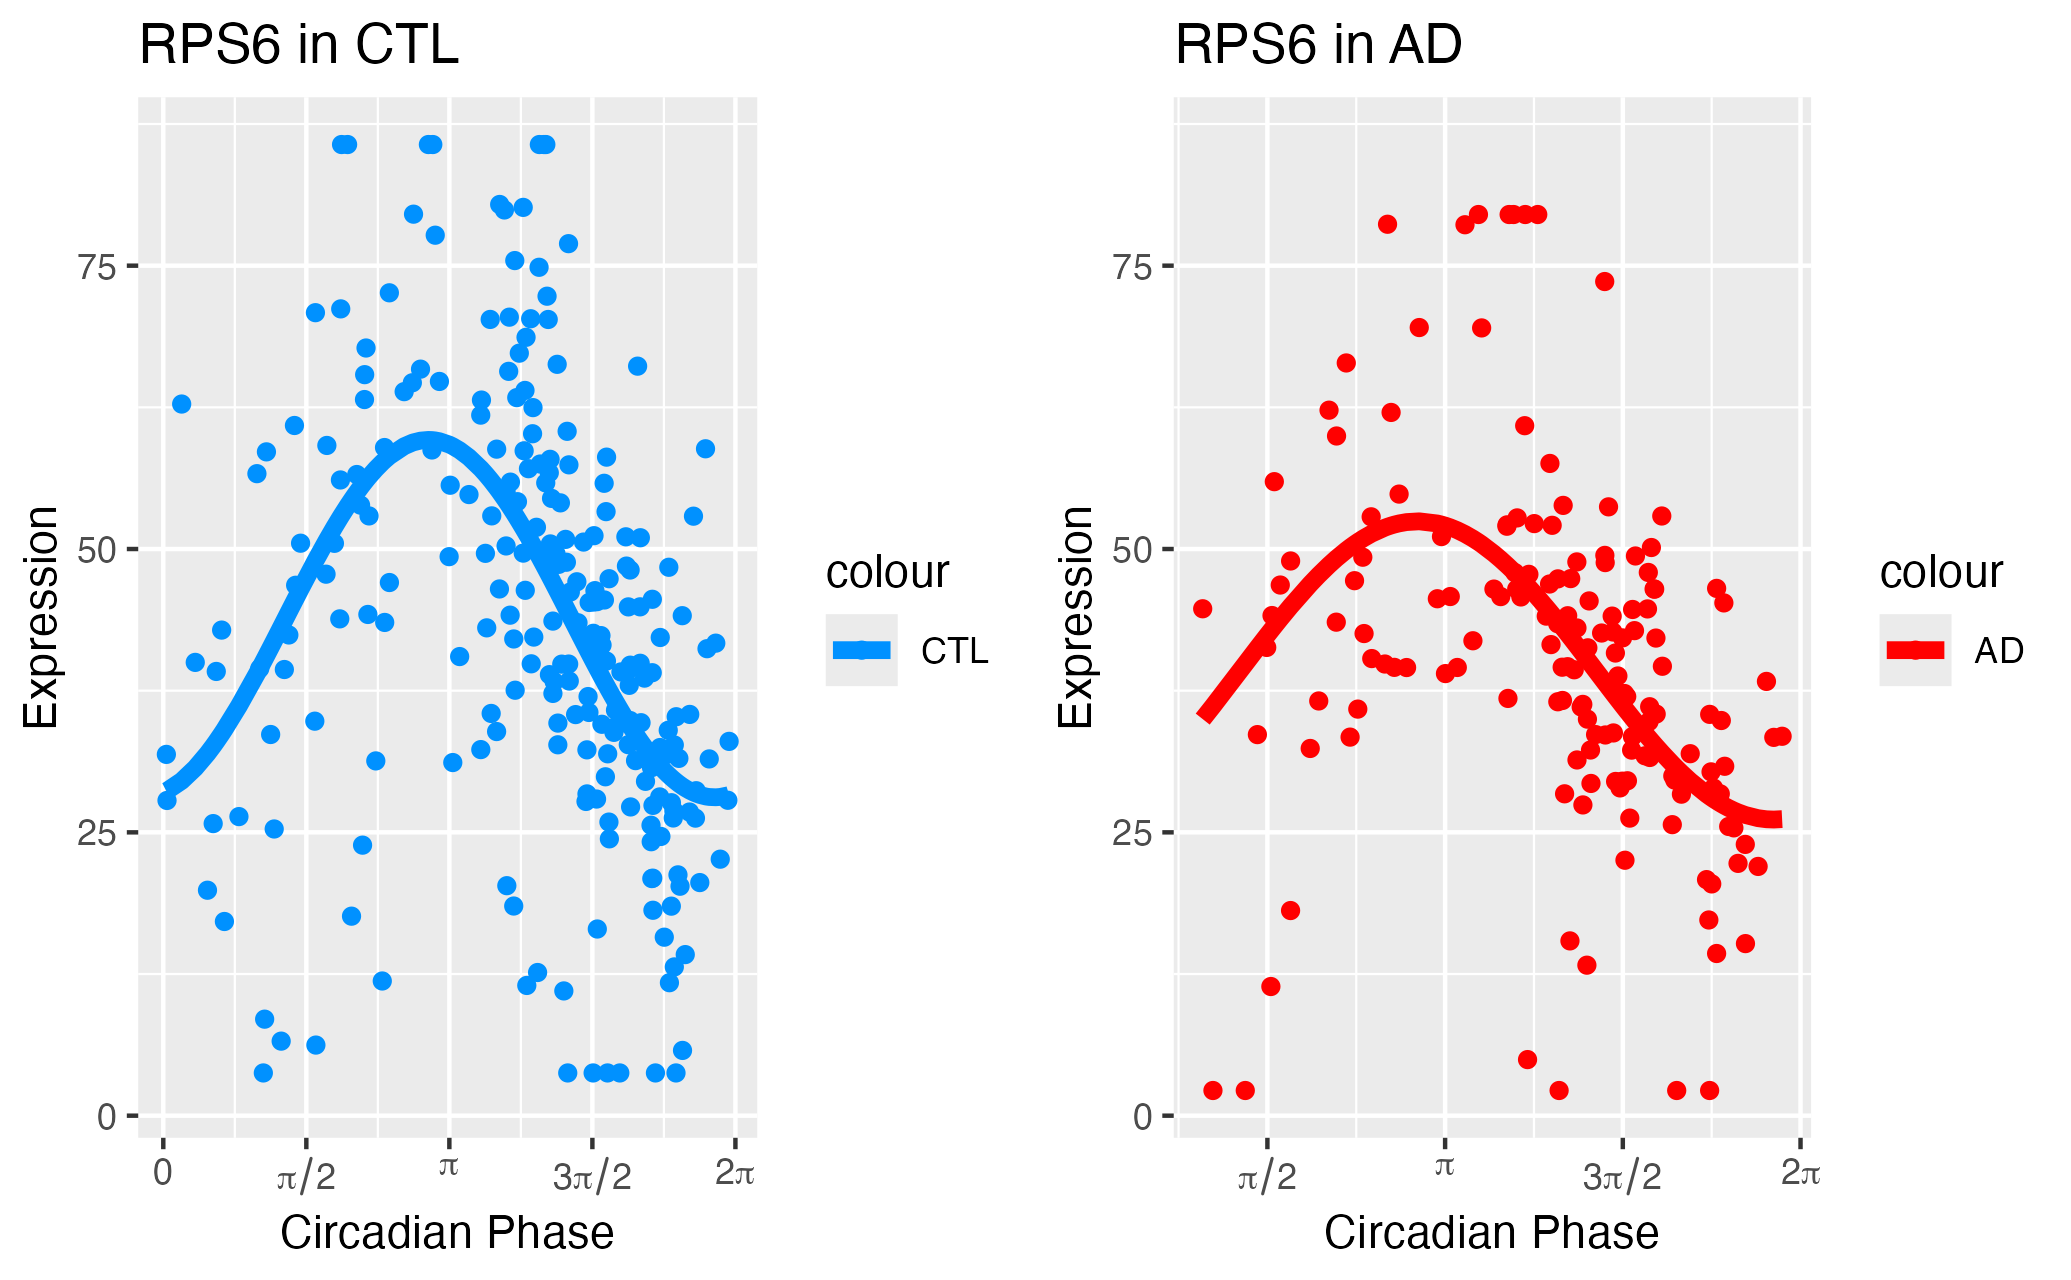 RPS6 in CTL
Expression
75
50
25
0
0 π/2 π 3π/2 2π
Circadian Phase
colour
CTL
RPS6 in AD
Expression
75
50
25
0
π/2 π 3π/2 2π
Circadian Phase
colour
AD